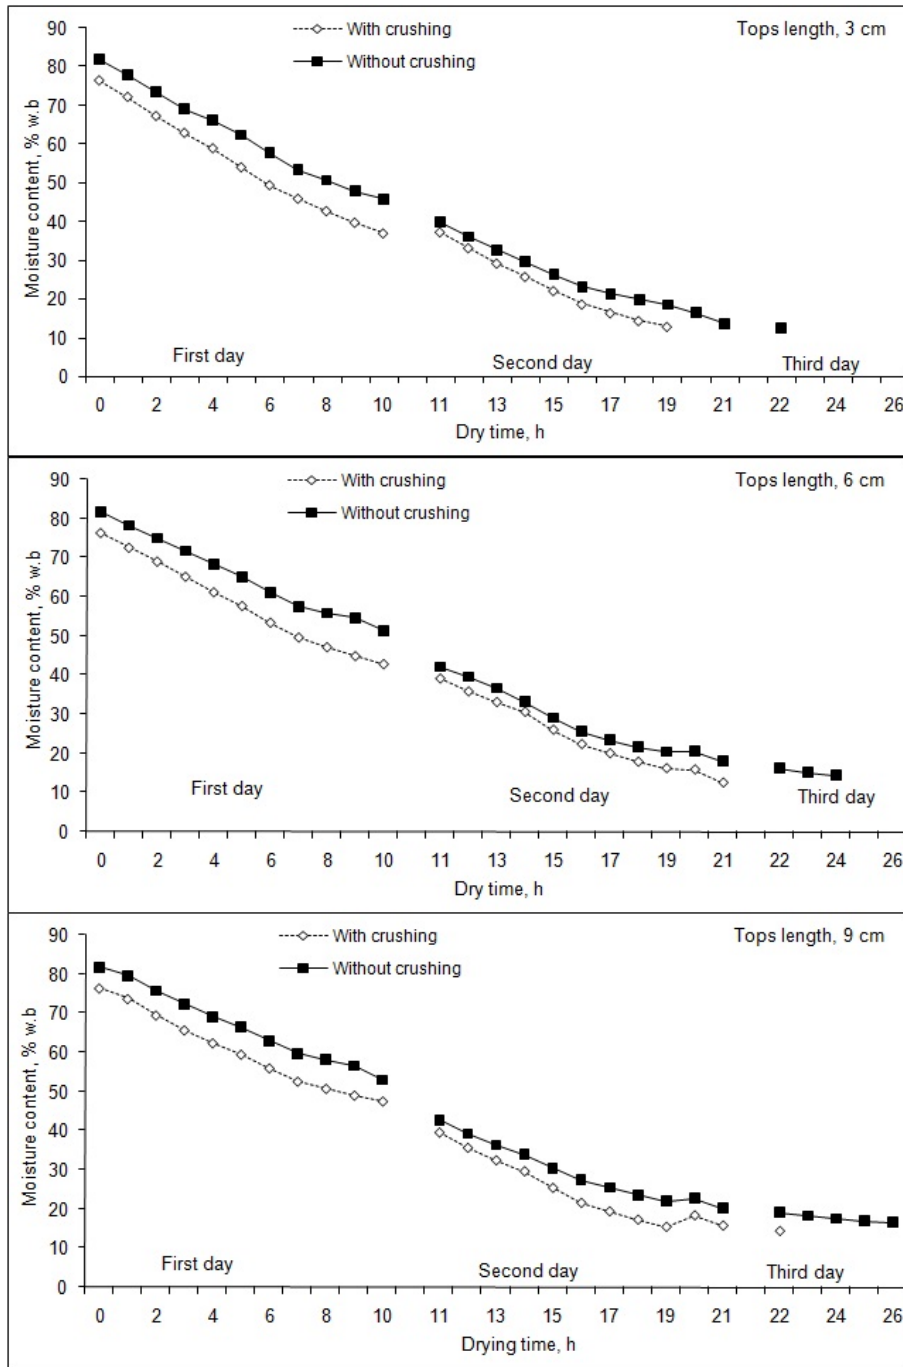 With crushing
Tops length, 3 cm
Without crushing
Moisture content, % w.b
90
80
70
60
50
40
30
20
10
0
First day
Second day
Third day
0 2 4 6 8 10 11 13 15 17 19 21 22 24 26
Dry time, h
With crushing
Tops length, 6 cm
Without crushing
Moisture content, % w.b
90
80
70
60
50
40
30
20
10
0
First day
Second day
Third day
0 2 4 6 8 10 11 13 15 17 19 21 22 24 26
Dry time, h
With crushing
Tops length, 9 cm
Without crushing
Moisture content, % w.b
90
80
70
60
50
40
30
20
10
0
First day
Second day
Third day
0 2 4 6 8 10 11 13 15 17 19 21 22 24 26
Drying time, h